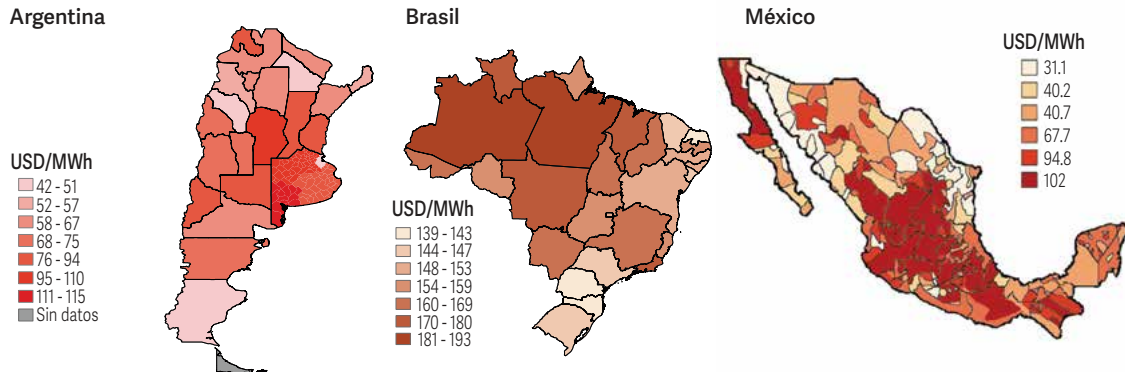 Argentina
USD/MWh
42 - 51
52 - 57
58 - 67
68 - 75
76 - 94
95 - 110
111 - 115
Sin datos
Brasil
USD/MWh
139 - 143
144 - 147
148 - 153
154 - 159
160 - 169
170 - 180
181 - 193
México
USD/MWh
31.1
40.2
40.7
67.7
94.8
102